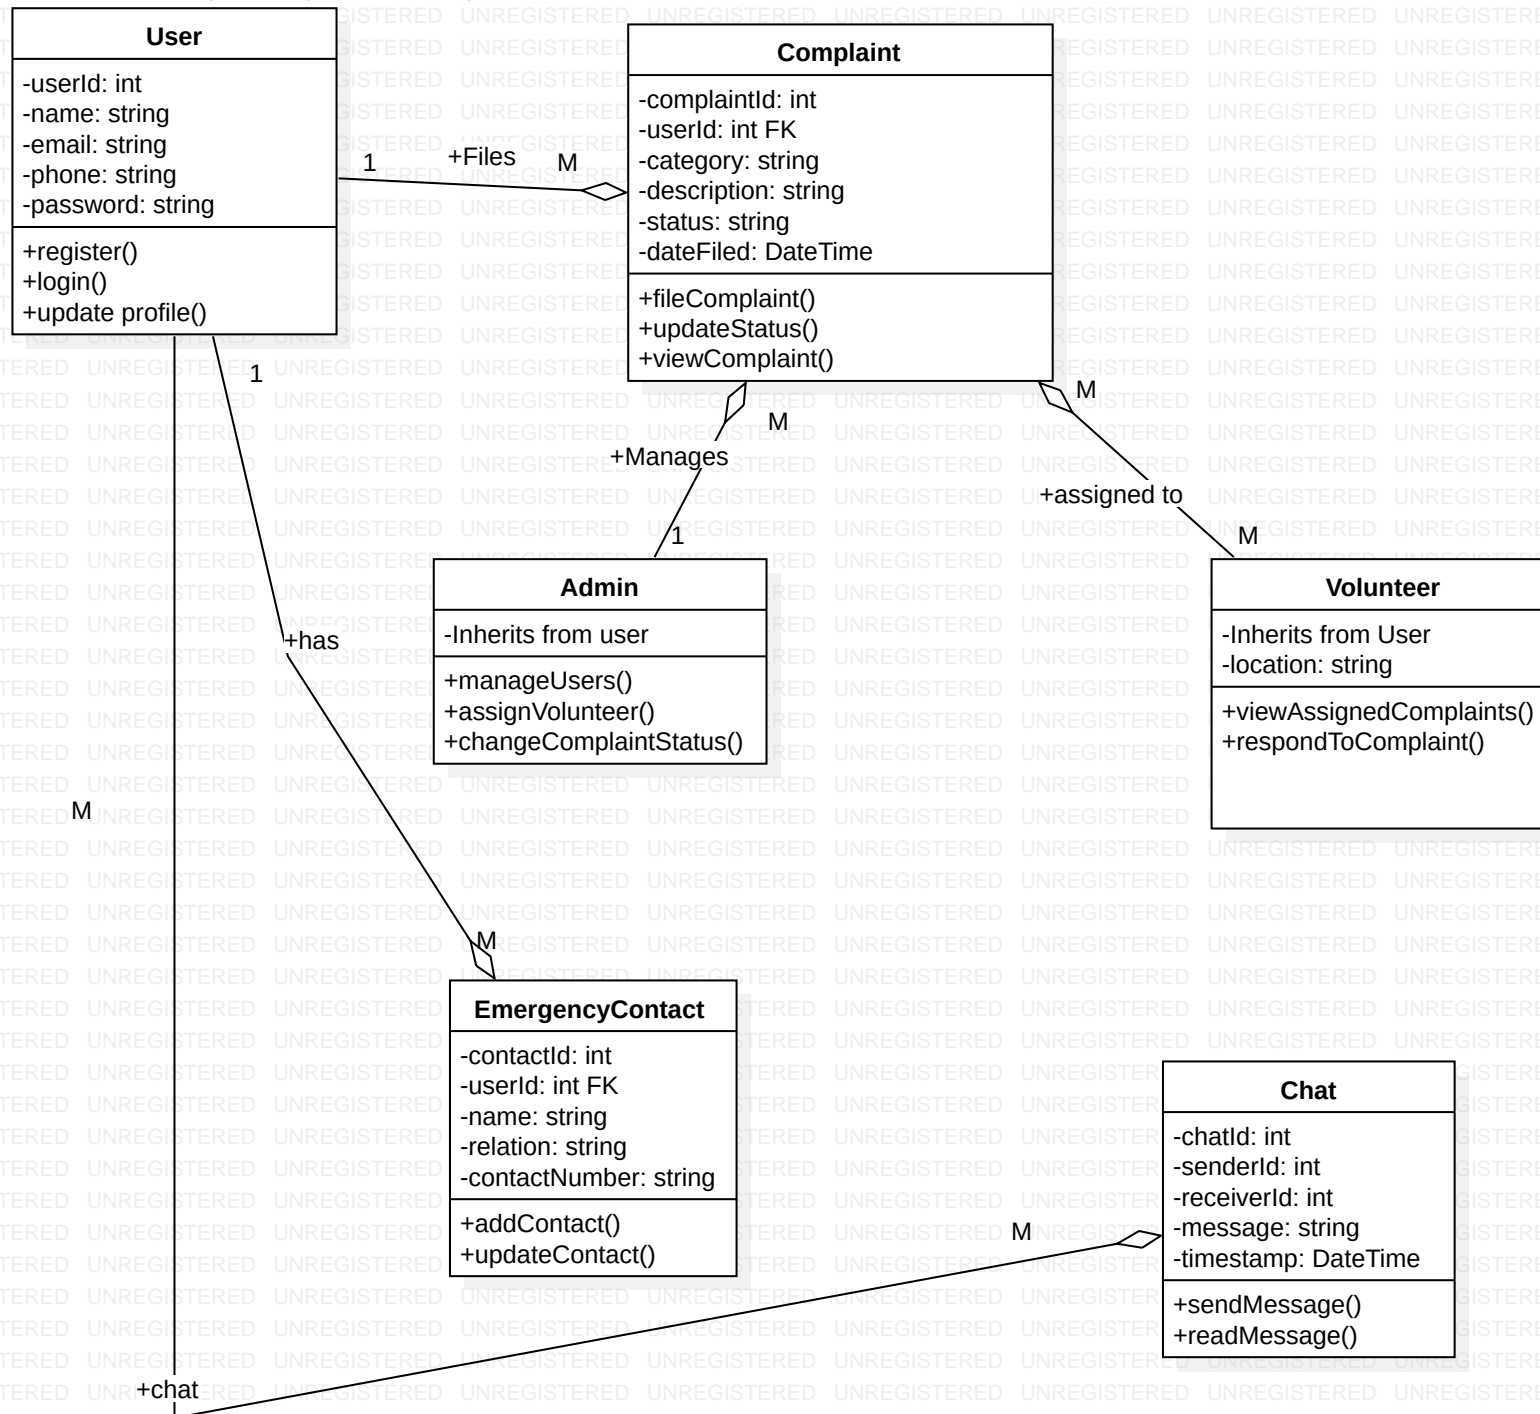 User
-userId: int
-name: string
-email: string
-phone: string
-password: string
+register()
+login()
+update profile()
1
+Files
M
Complaint
-complaintId: int
-userId: int FK
-category: string
-description: string
-status: string
-dateFiled: DateTime
+fileComplaint()
+updateStatus()
+viewComplaint()
1
M
+Manages
1
M
+assigned to
M
Admin
-Inherits from user
+manageUsers()
+assignVolunteer()
+changeComplaintStatus()
Volunteer
-Inherits from User
-location: string
+viewAssignedComplaints()
+respondToComplaint()
+has
M
M
EmergencyContact
-contactId: int
-userId: int FK
-name: string
-relation: string
-contactNumber: string
+addContact()
+updateContact()
Chat
-chatId: int
-senderId: int
-receiverId: int
-message: string
-timestamp: DateTime
+sendMessage()
+readMessage()
M
+chat
UNREGISTERED